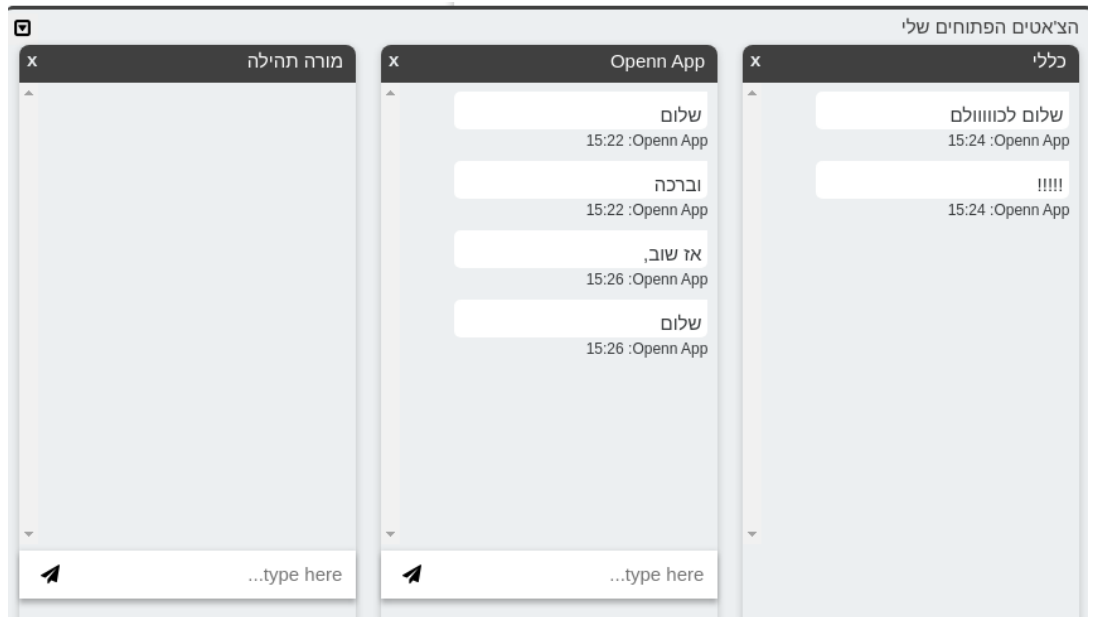 הצ'אטים הפתוחים שלי
כללי
x
שלום לכווווולם
Openn App: 15:24
!!!!!
Openn App: 15:24
Openn App
x
שלום
Openn App: 15:22
וברכה
Openn App: 15:22
אז שוב,
Openn App: 15:26
שלום
Openn App: 15:26
type here...
מורה תהילה
x
type here...